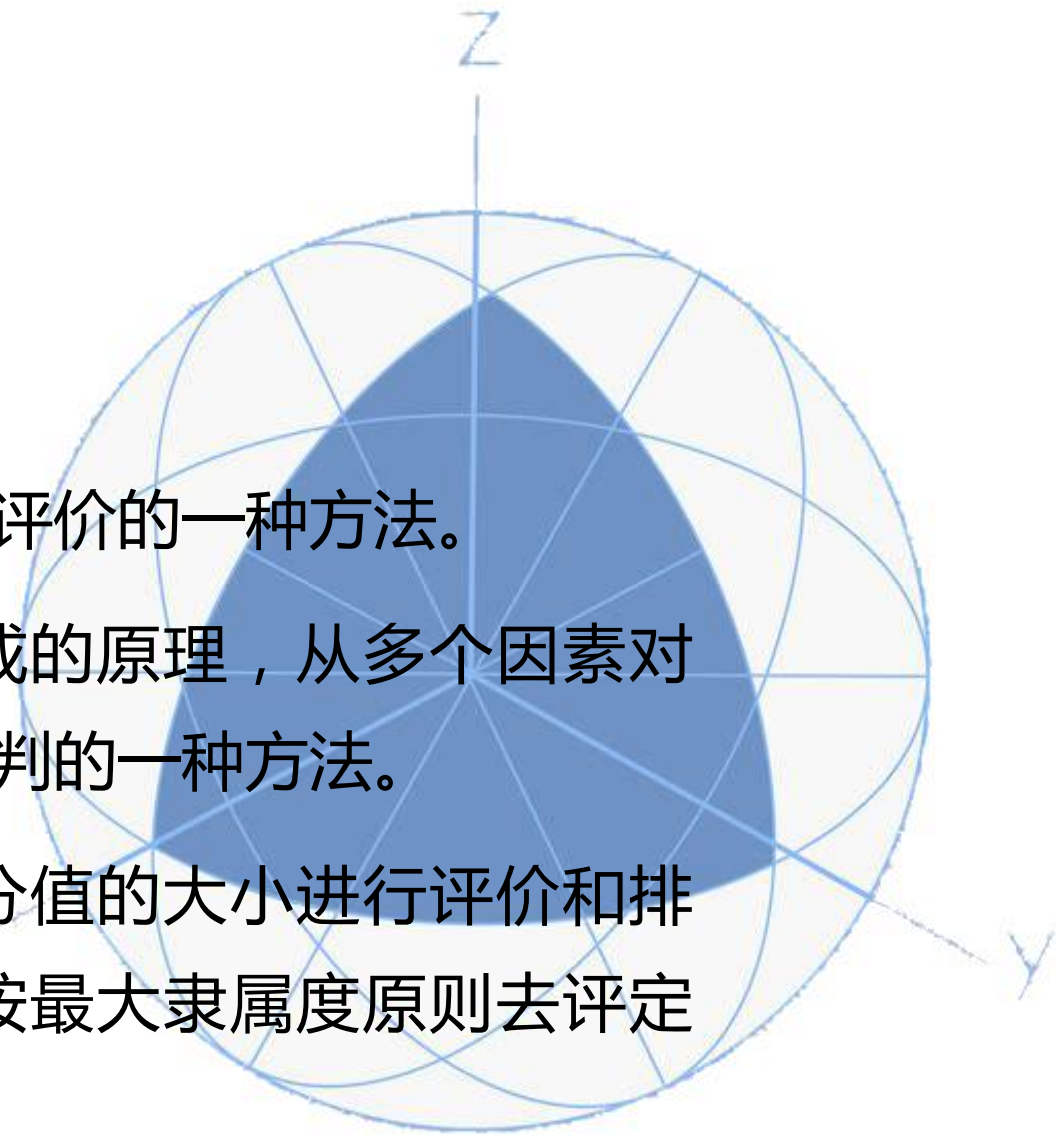 Z
评价的一种方法。
成的原理，从多个因素对
判的一种方法。
分值的大小进行评价和排
按最大隶属度原则去评定
Y